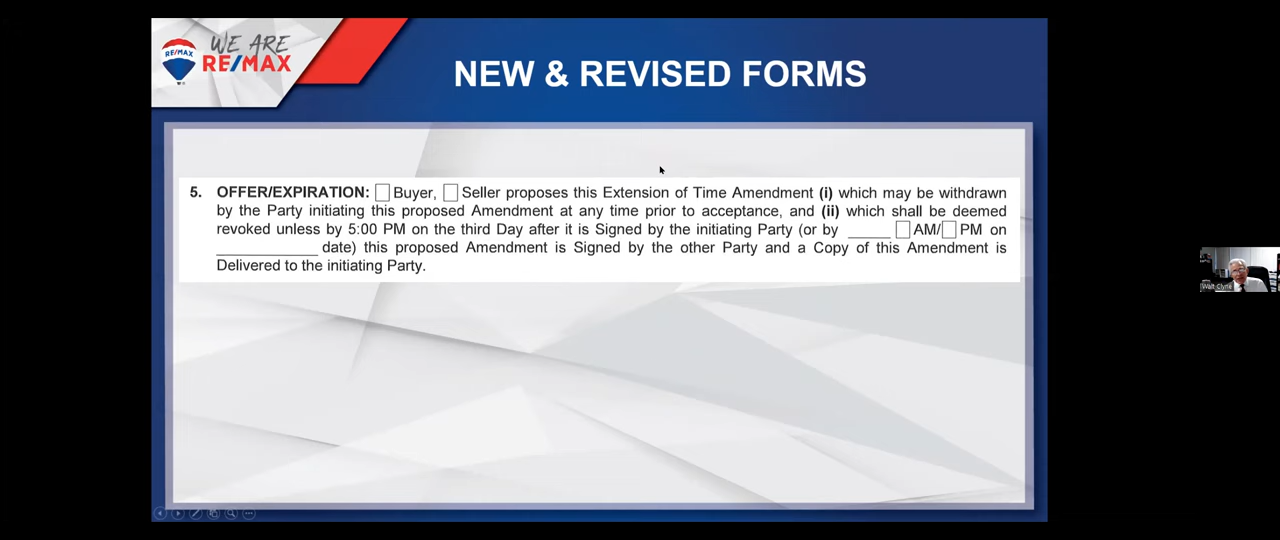 WE ARE
RE/MAX
RE/MAX
NEW & REVISED FORMS
5. OFFER/EXPIRATION: Buyer, Seller proposes this Extension of Time Amendment (i) which may be withdrawn
by the Party initiating this proposed Amendment at any time prior to acceptance, and (ii) which shall be deemed
revoked unless by 5:00 PM on the third Day after it is Signed by the initiating Party (or by _____ AM/ PM on
____________ date) this proposed Amendment is Signed by the other Party and a Copy of this Amendment is
Delivered to the initiating Party.
Walt Clyne